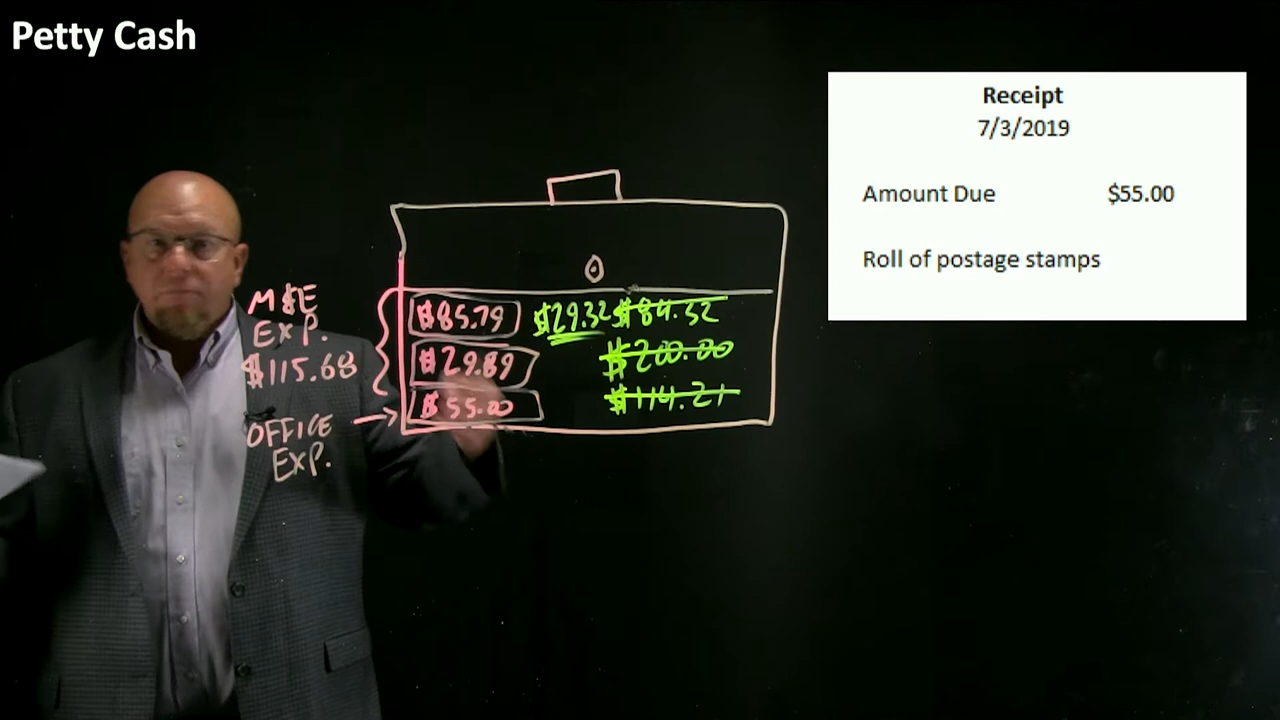 Petty Cash
Receipt
7/3/2019
Amount Due $55.00
Roll of postage stamps
M&E
EXP.
$115.68
OFFICE
EXP.
$85.79
$29.89
$55.00
$29.32 $84.32
$200.00
$114.21